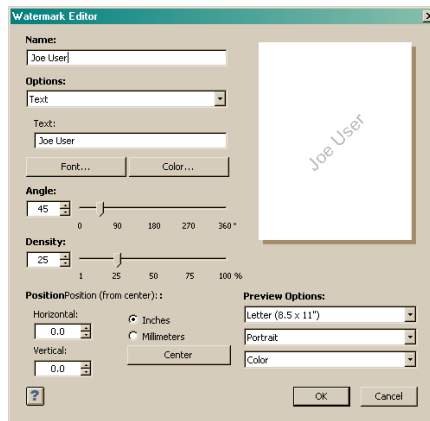 Watermark Editor
Name:
Joe User
Options:
Text
Text:
Joe User
Font...
Color...
Angle:
45
0 90 180 270 360 °
Density:
25
1 25 50 75 100 %
PositionPosition (from center): :
Horizontal:
0.0
Vertical:
0.0
Inches
Millimeters
Center
Joe User
Preview Options:
Letter (8.5 x 11")
Portrait
Color
?
OK
Cancel